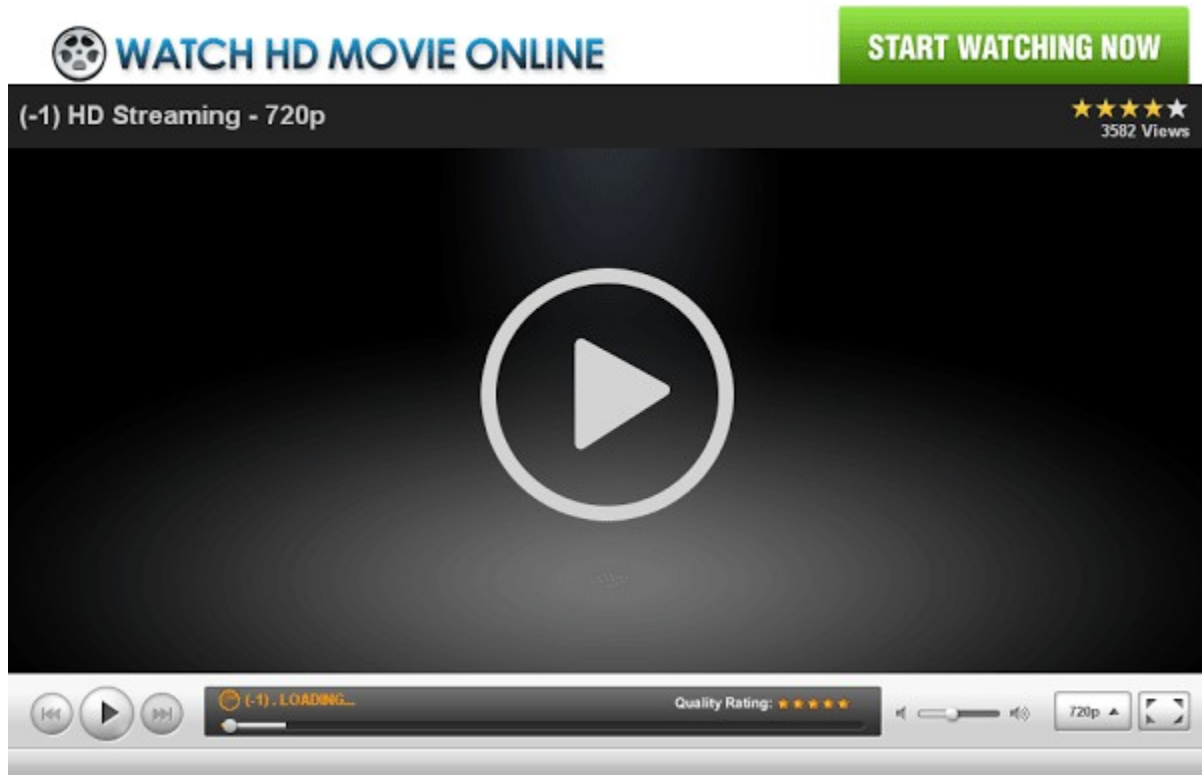 WATCH HD MOVIE ONLINE
START WATCHING NOW
(-1) HD Streaming - 720p
3582 Views
(-1) . LOADING...
Quality Rating:
720p